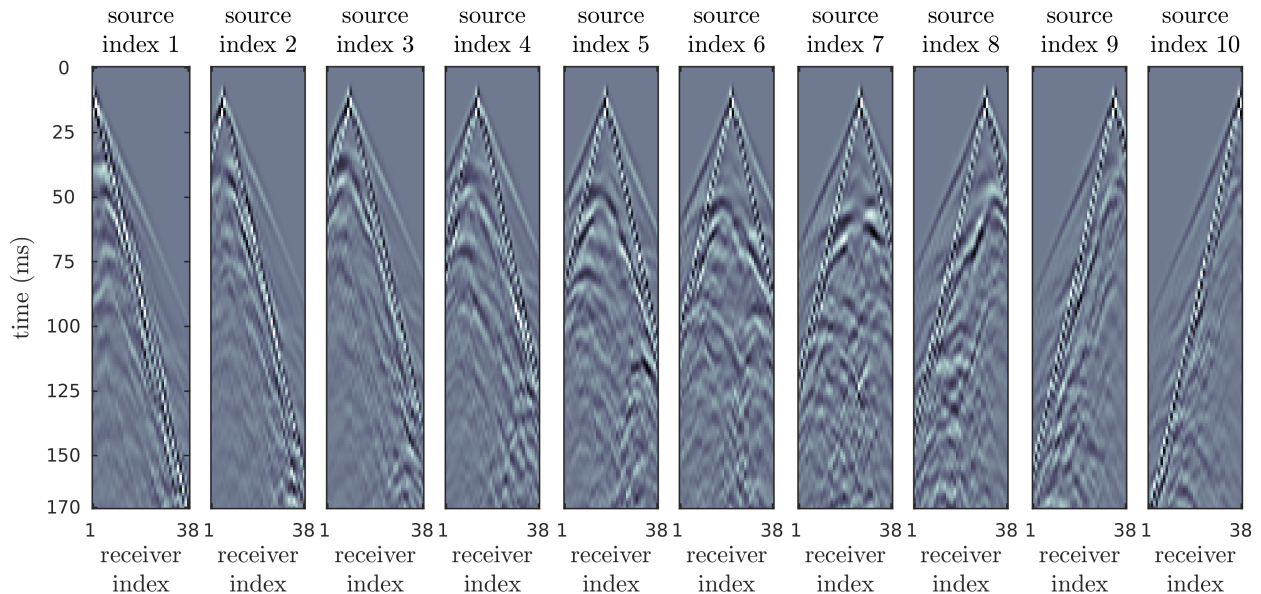 source source source source source source source source source source
index 1 index 2 index 3 index 4 index 5 index 6 index 7 index 8 index 9 index 10
0
25
50
75
100
125
150
170
time (ms)
1 38 1 38 1 38 1 38 1 38 1 38 1 38 1 38 1 38 1 38
receiver receiver receiver receiver receiver receiver receiver receiver receiver receiver
index index index index index index index index index index